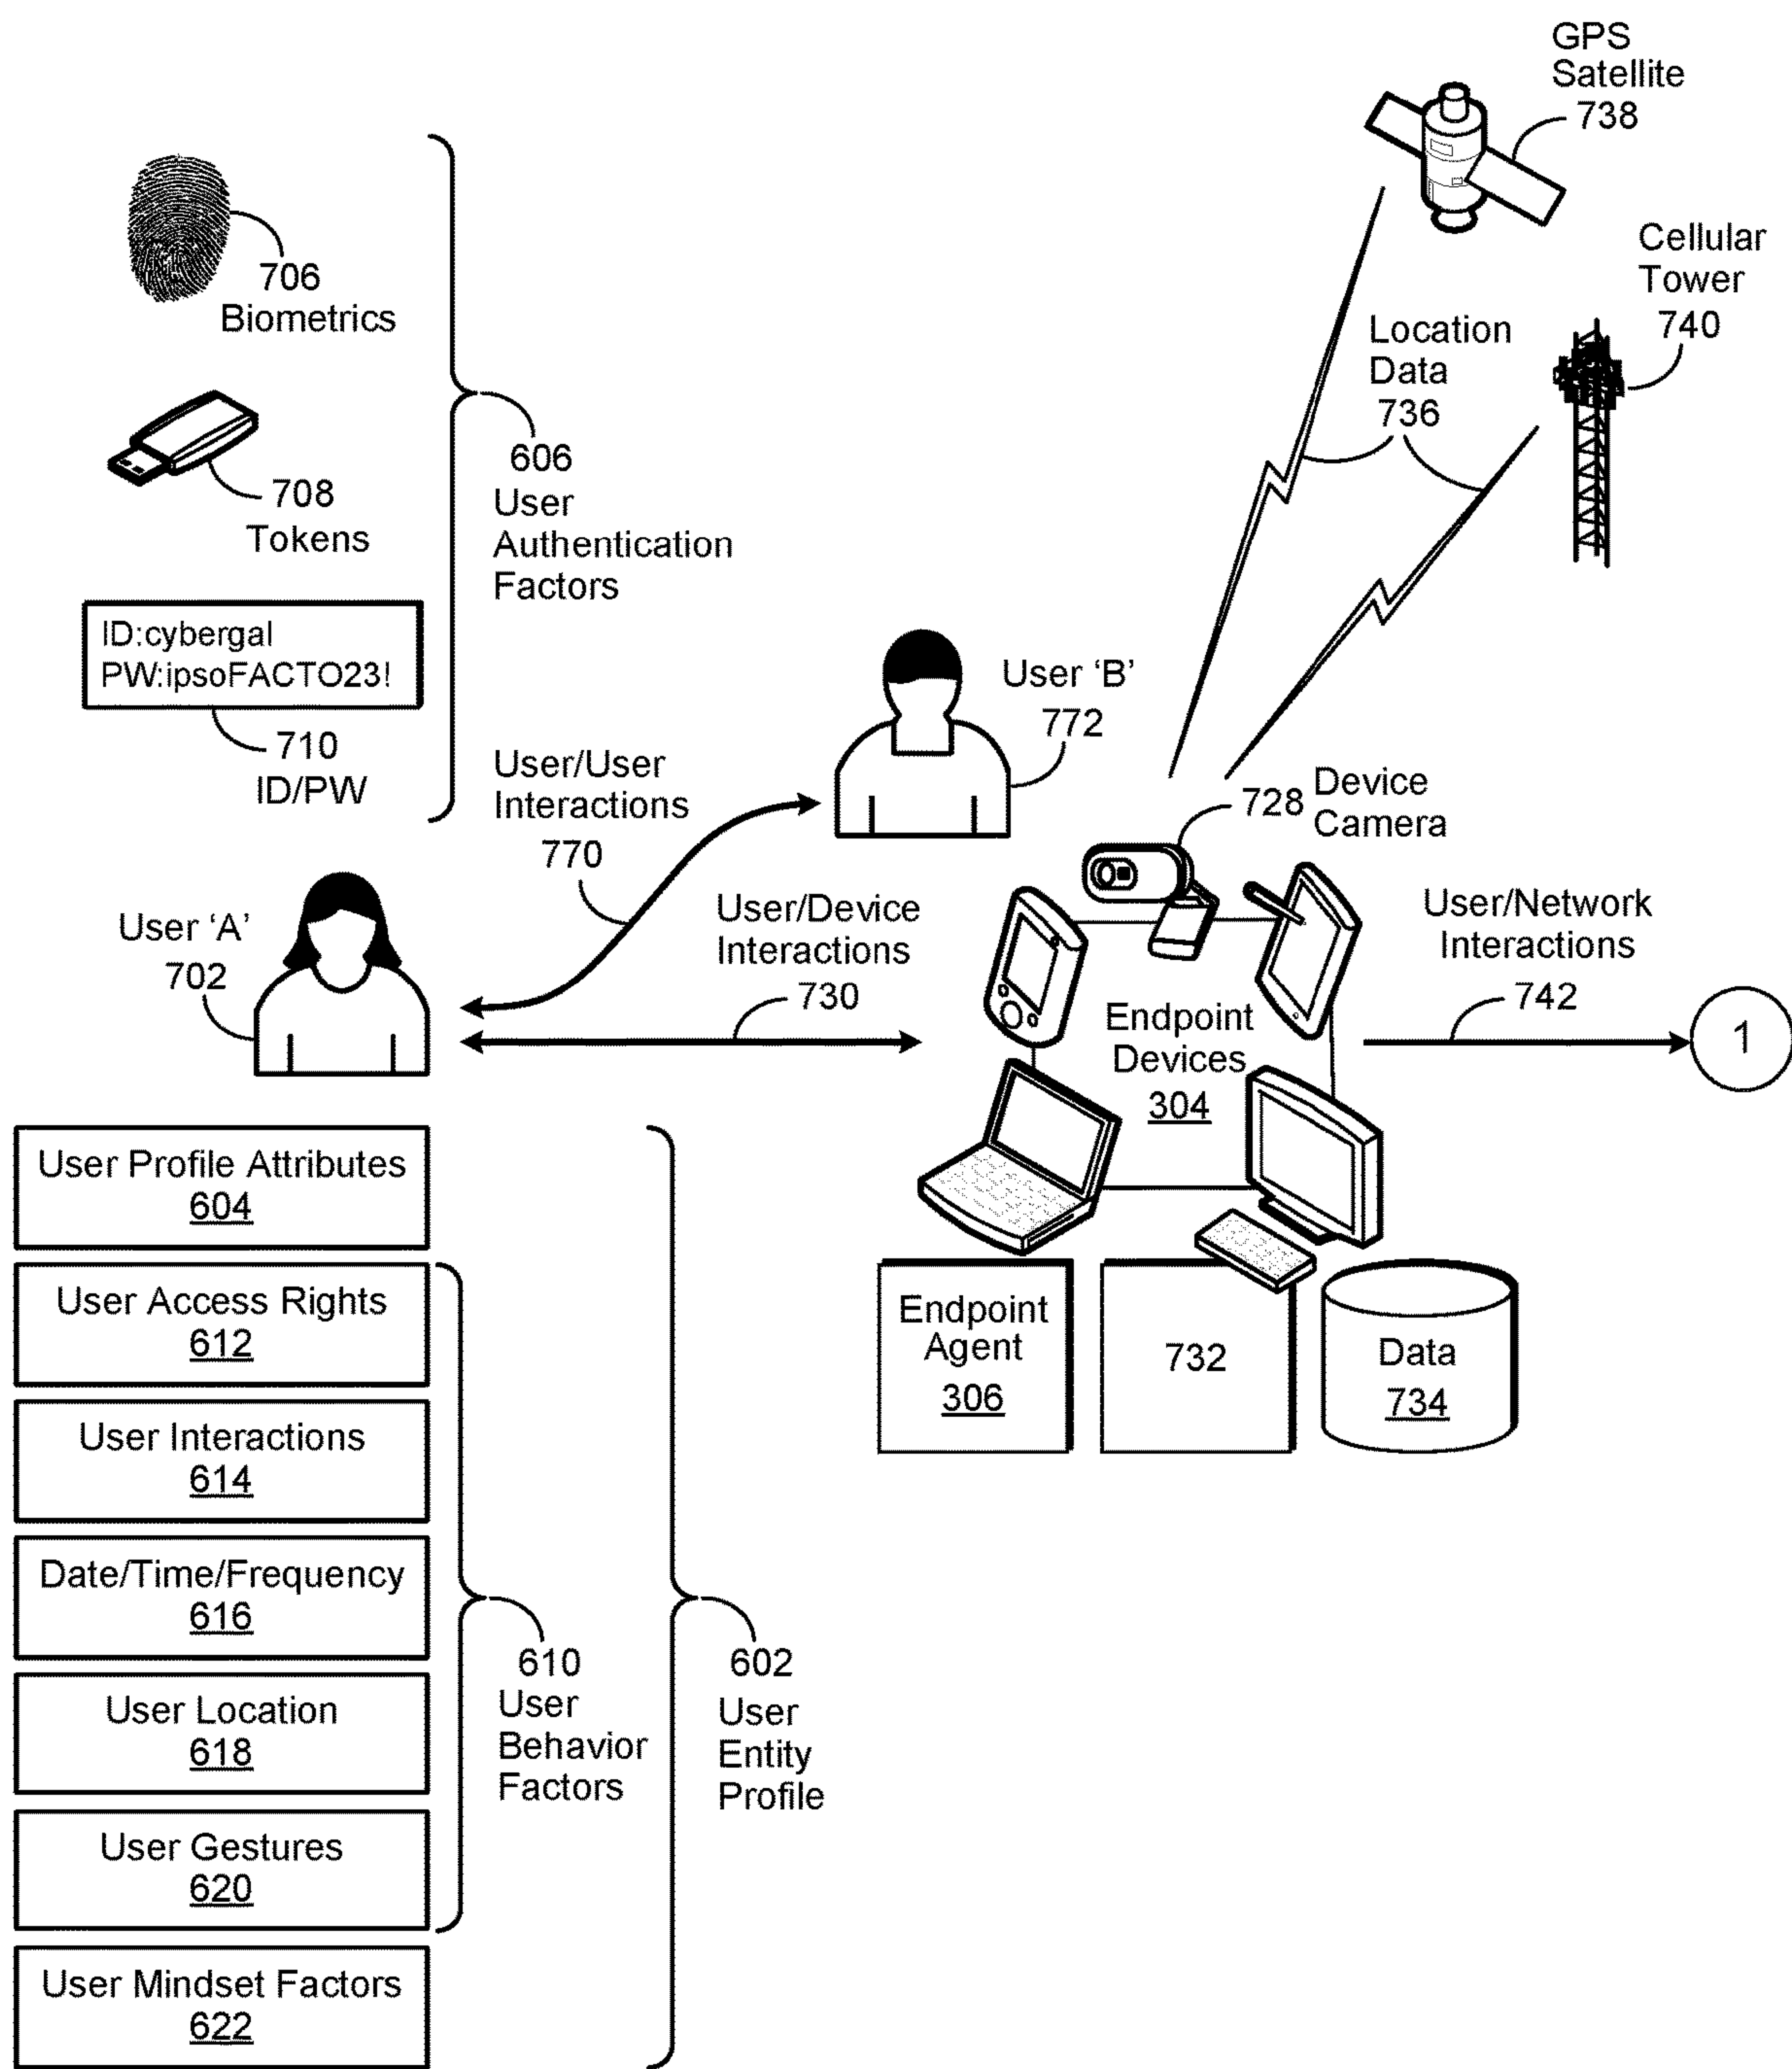 GPS
Satellite
738
Cellular
Tower
740
Location
Data
736
706
Biometrics
708
Tokens
ID:cybergal
PW:ipsoFACTO23!
710
ID/PW
606
User
Authentication
Factors
User 'B'
772
User/User
Interactions
770
728
Device
Camera
User 'A'
702
User/Device
Interactions
730
User/Network
Interactions
742
1
Endpoint
Devices
304
Endpoint
Agent
306
732
Data
734
User Profile Attributes
604
User Access Rights
612
User Interactions
614
Date/Time/Frequency
616
User Location
618
User Gestures
620
User Mindset Factors
622
610
User
Behavior
Factors
602
User
Entity
Profile